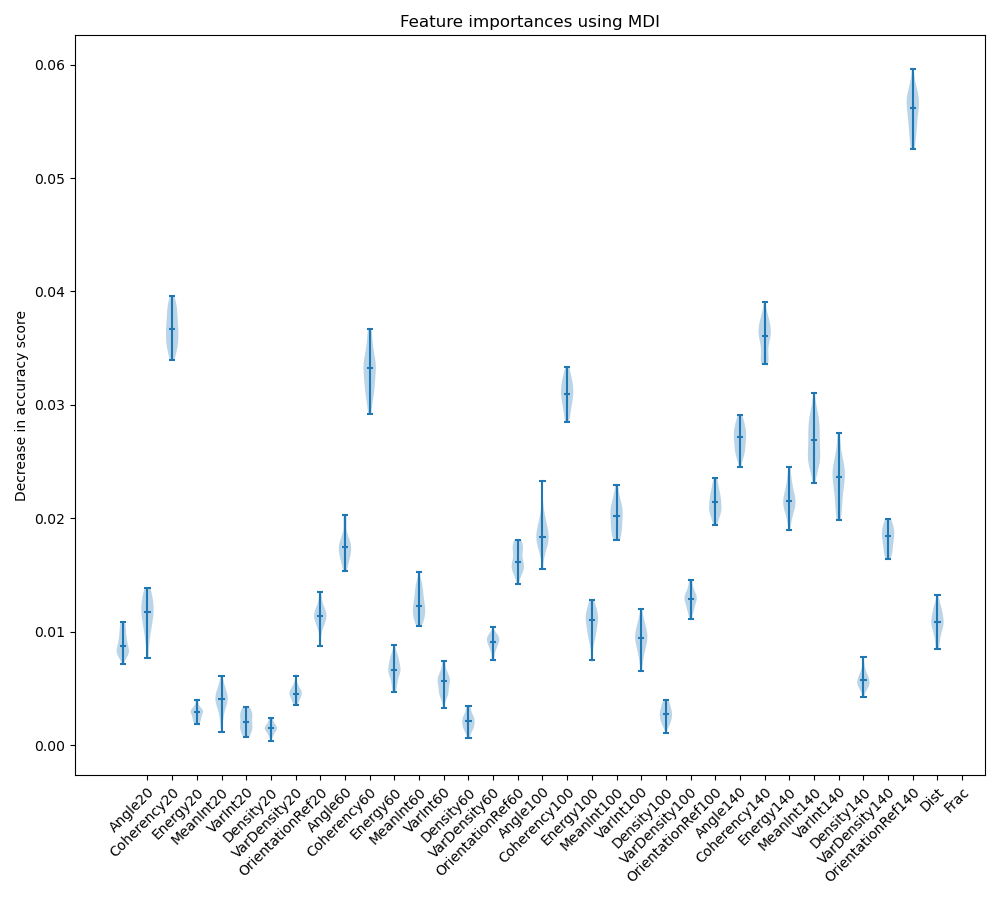 Feature importances using MDI
Decrease in accuracy score
0.06
0.05
0.04
0.03
0.02
0.01
0.00
Angle20
Coherency20
Energy20
MeanInt20
VarInt20
Density20
VarDensity20
OrientationRef20
Angle60
Coherency60
Energy60
MeanInt60
VarInt60
Density60
VarDensity60
OrientationRef60
Angle100
Coherency100
Energy100
MeanInt100
VarInt100
Density100
VarDensity100
OrientationRef100
Angle140
Coherency140
Energy140
MeanInt140
VarInt140
Density140
VarDensity140
OrientationRef140
Dist
Frac